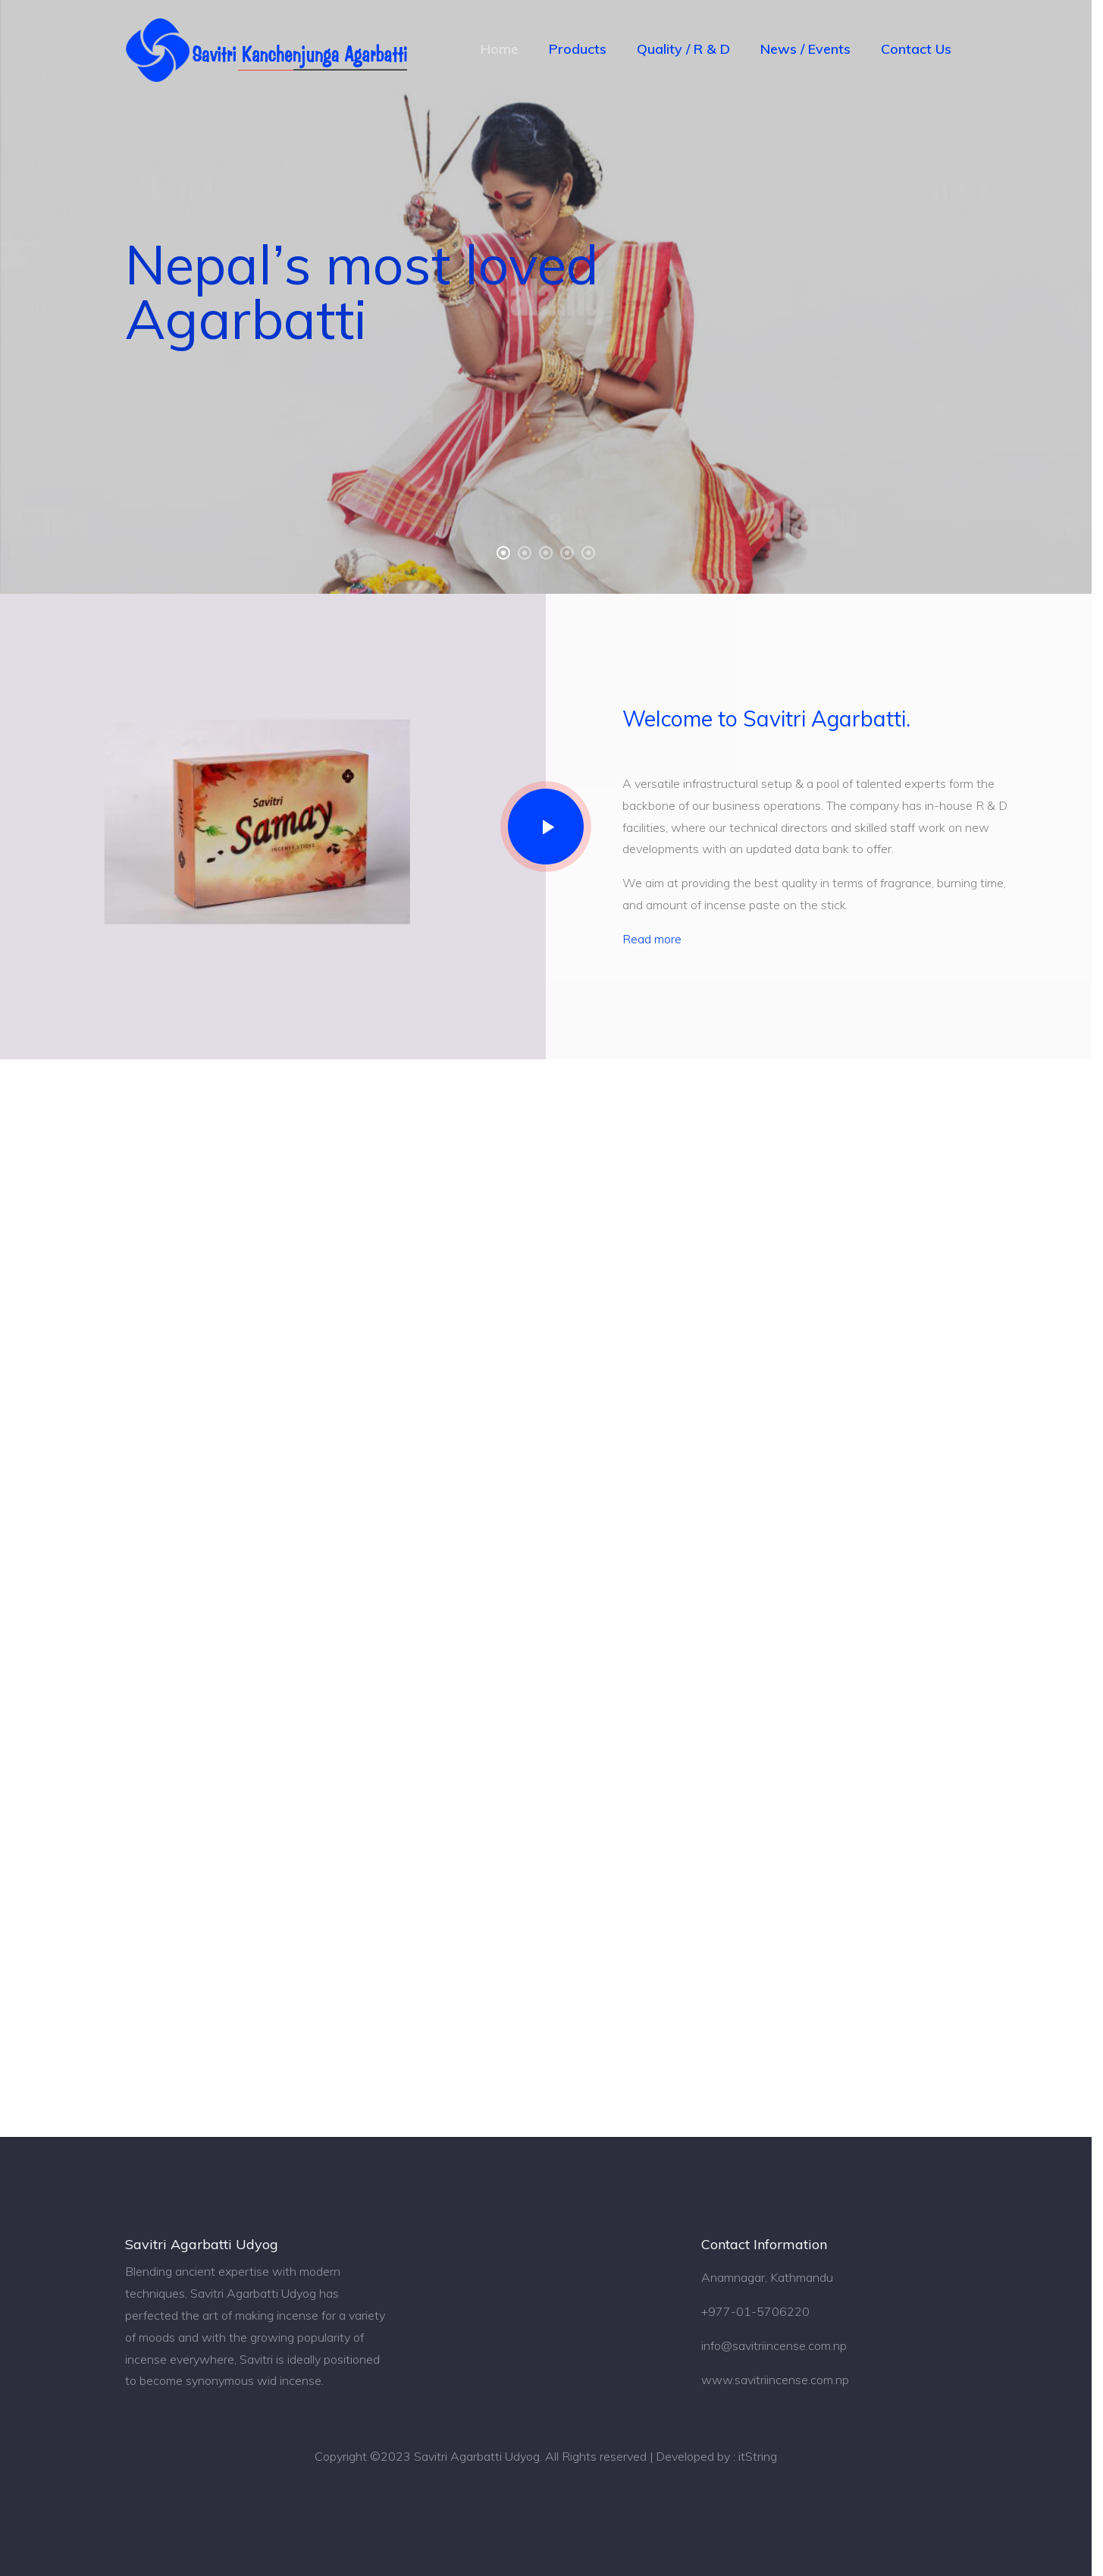 Savitri Kanchenjunga Agarbatti
Home Products Quality / R & D News / Events Contact Us
Nepal’s most loved
Agarbatti
alamy
Savitri
Samay
INCENSE STICKS
Welcome to Savitri Agarbatti.
A versatile infrastructural setup & a pool of talented experts form the
backbone of our business operations. The company has in-house R & D
facilities, where our technical directors and skilled staff work on new
developments with an updated data bank to offer.
We aim at providing the best quality in terms of fragrance, burning time,
and amount of incense paste on the stick
Read more
Savitri Agarbatti Udyog
Blending ancient expertise with modern
techniques, Savitri Agarbatti Udyog has
perfected the art of making incense for a variety
of moods and with the growing popularity of
incense everywhere, Savitri is ideally positioned
to become synonymous wid incense.
Contact Information
Anamnagar, Kathmandu
+977-01-5706220
info@savitriincense.com.np
www.savitriincense.com.np
Copyright ©2023 Savitri Agarbatti Udyog. All Rights reserved | Developed by : itString